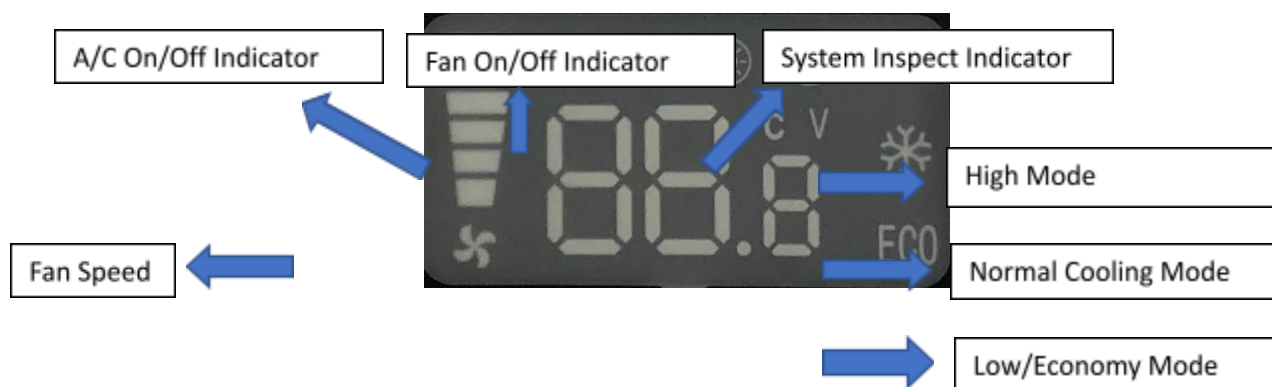 A/C On/Off Indicator
Fan On/Off Indicator
System Inspect Indicator
C V
88.8
High Mode
ECO
Fan Speed
Normal Cooling Mode
Low/Economy Mode